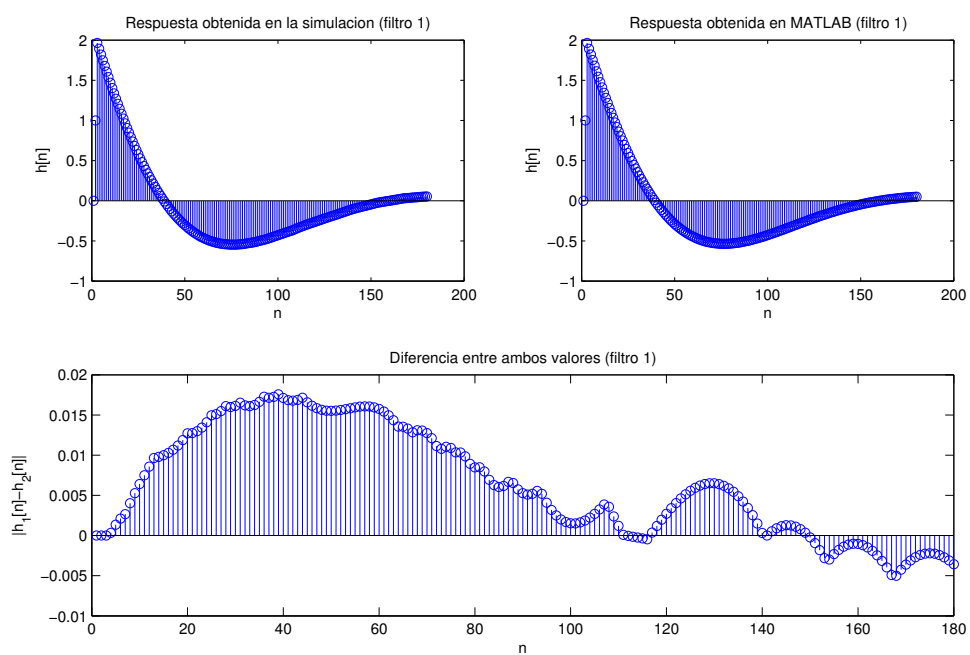 Respuesta obtenida en la simulacion (filtro 1)
2
1.5
1
0.5
0
−0.5
−1
h[n]
0 50 100 150 200
n
Respuesta obtenida en MATLAB (filtro 1)
2
1.5
1
0.5
0
−0.5
−1
h[n]
0 50 100 150 200
n
Diferencia entre ambos valores (filtro 1)
0.02
0.015
0.01
0.005
0
−0.005
−0.01
|h₁[n]−h₂[n]|
0 20 40 60 80 100 120 140 160 180
n